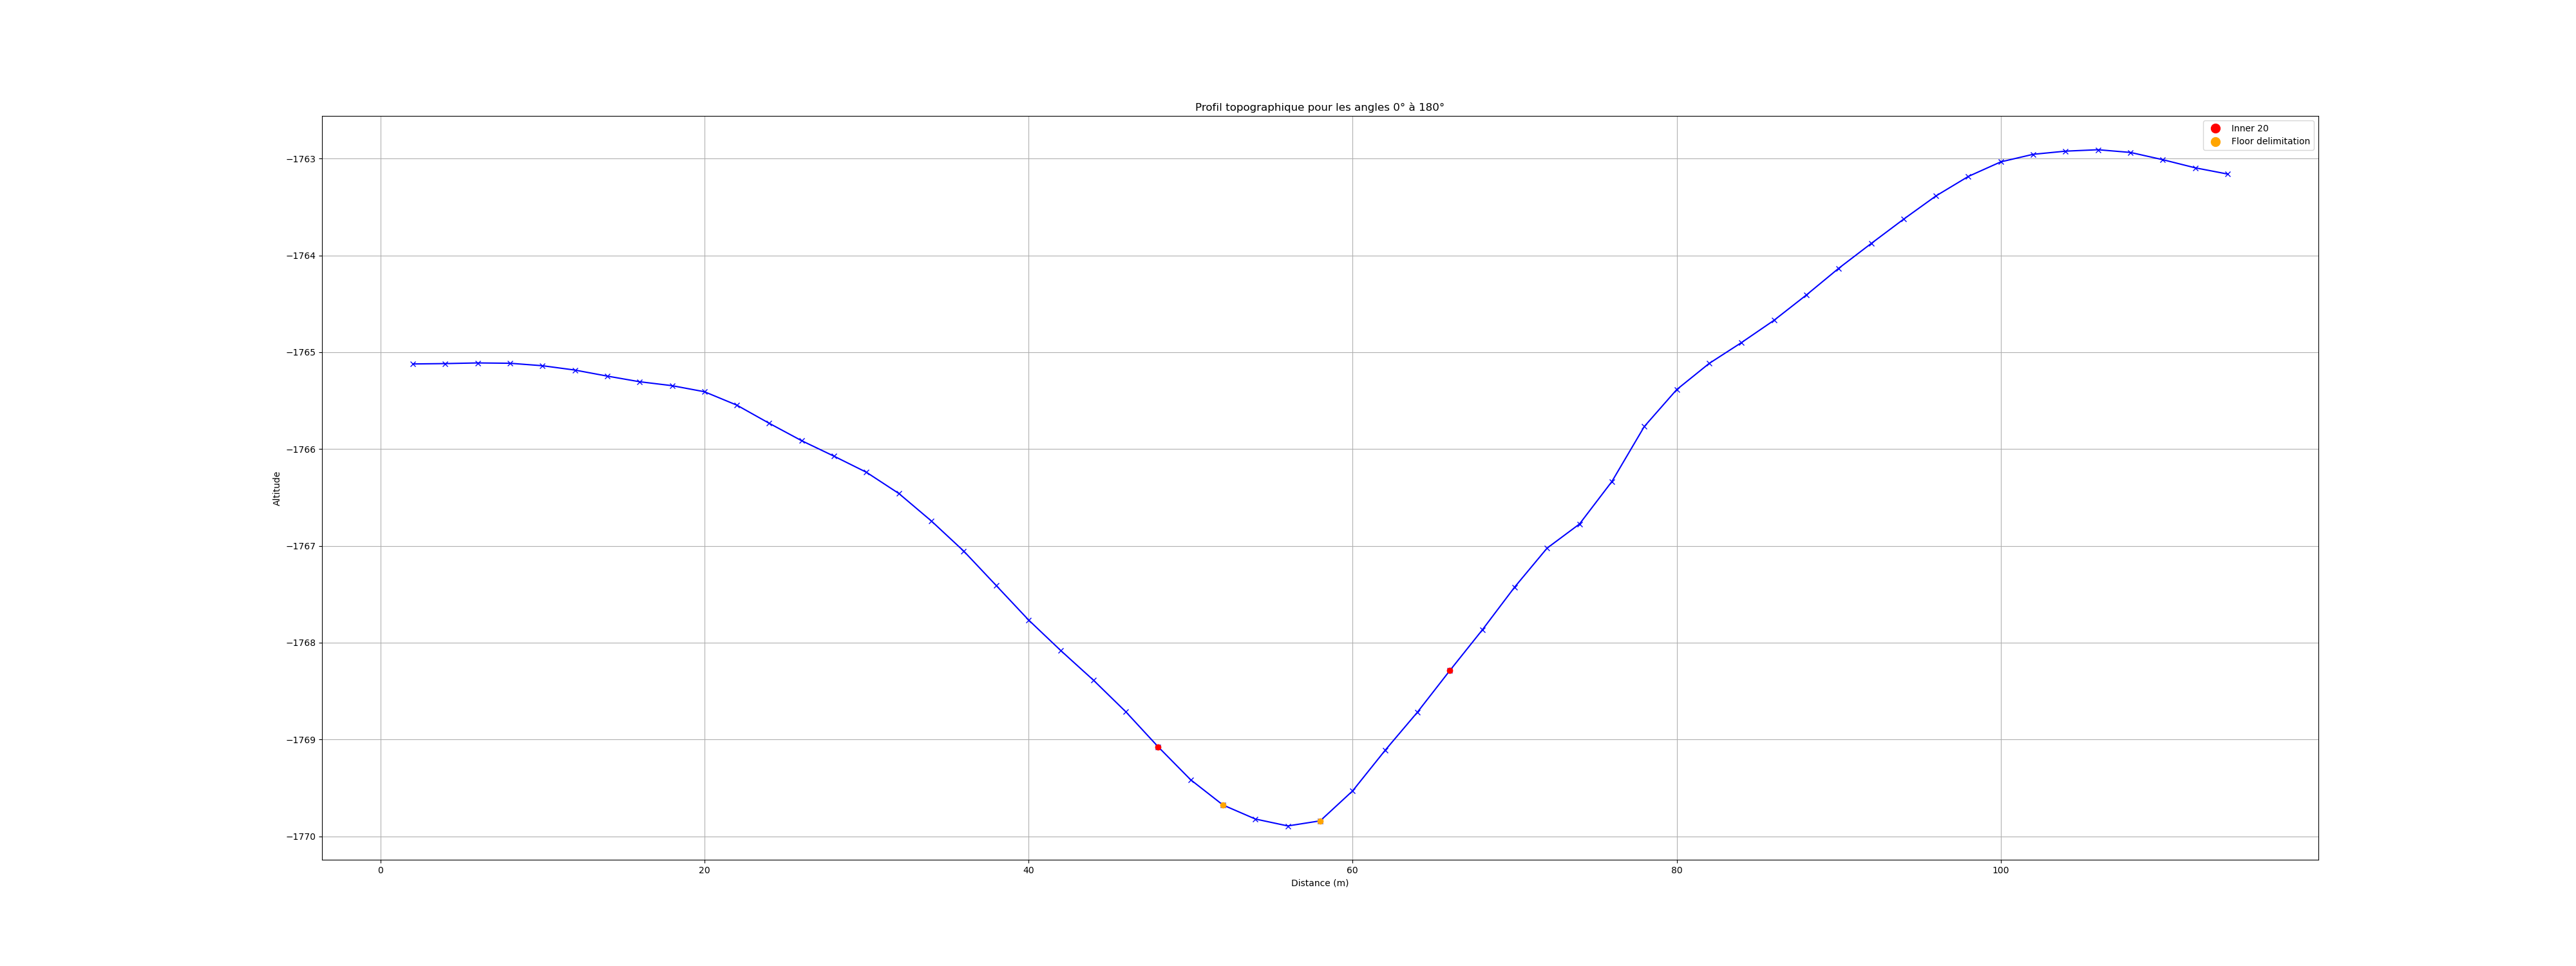 Profil topographique pour les angles 0° à 180°
Inner 20
Floor delimitation
−1763
−1764
−1765
−1766
−1767
−1768
−1769
−1770
Altitude
0 20 40 60 80 100
Distance (m)